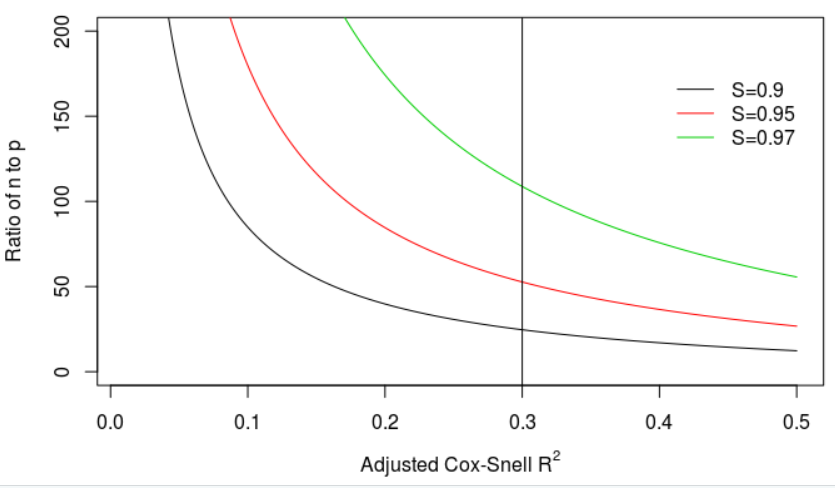 Ratio of n to p
200
150
100
50
0
S=0.9
S=0.95
S=0.97
0.0 0.1 0.2 0.3 0.4 0.5
Adjusted Cox-Snell R²